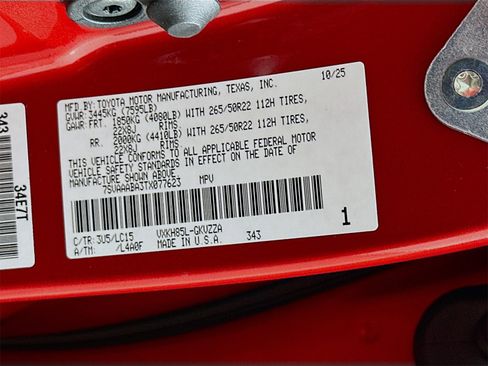 MFD.BY:TOYOTA MOTOR MANUFACTURING, TEXAS, INC. 10/25
GVWR:3445KG (7595LB)
GAWR:FRT. 1850KG (4080LB) WITH 265/50R22 112H TIRES,
22X8J RIMS
RR. 2000KG (4410LB) WITH 265/50R22 112H TIRES,
22X8J RIMS
THIS VEHICLE CONFORMS TO ALL APPLICABLE FEDERAL MOTOR
VEHICLE SAFETY STANDARDS IN EFFECT ON THE DATE OF
MANUFACTURE SHOWN ABOVE.
7SVAAABA3TX077623 MPV
C/TR: 3U5/LC15 VXKH85L-GKVZZA
A/TM: /L4A0F MADE IN U.S.A. 343
1
343
34E7T